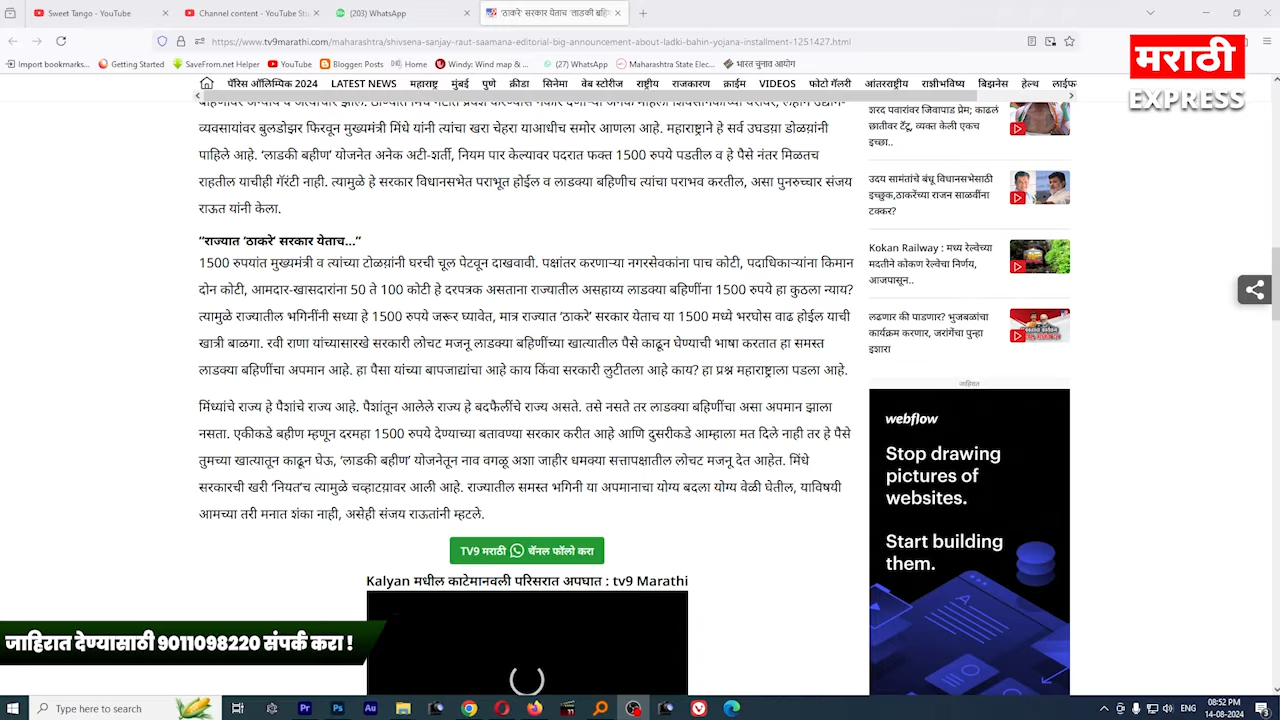 Sweet Tango - YouTube
Channel content - YouTube Stu
(203) WhatsApp
'ठाकरे' सरकार येताच 'लाडकी बहि
https://www.tv9marathi.com/maharashtra/shivsena-sanjay-raut-saamana-editorial-big-announcement-about-ladki-bahin-yojana-installment-1251427.html
Import bookmarks...
Getting Started
SaveFrom.net Helper
YouTube
Bloggen Posts
Home
(27) WhatsApp
Maharashtra State Elec...
भारत चुनाव आयोग
मराठी
EXPRESS
पॅरिस ऑलिम्पिक 2024 LATEST NEWS महाराष्ट्र मुंबई पुणे क्रीडा सिनेमा वेब स्टोरीज राष्ट्रीय राजकारण क्राईम VIDEOS फोटो गॅलरी आंतरराष्ट्रीय राशीभविष्य बिझनेस हेल्थ लाईफ
व्यवसायांवर बुलडोझर फिरवून मुख्यमंत्री मिंधे यांनी त्यांचा खरा चेहरा याआधीच समोर आणला आहे. महाराष्ट्राने हे सर्व उघडय़ा डोळय़ांनी
पाहिले आहे. 'लाडकी बहीण' योजनेत अनेक अटी-शर्ती, नियम पार केल्यावर पदरात फक्त 1500 रुपये पडतील व हे पैसे नंतर मिळतच
राहतील याचीही गॅरंटी नाही. त्यामुळे हे सरकार विधानसभेत पराभूत होईल व लाडक्या बहिणीच त्यांचा पराभव करतील, असा पुनरुच्चार संजय
राऊत यांनी केला.
"राज्यात 'ठाकरे' सरकार येताच…"
1500 रुपयांत मुख्यमंत्री व त्यांच्या टोळय़ांनी घरची चूल पेटवून दाखवावी. पक्षांतर करणाऱ्या नगरसेवकांना पाच कोटी, पदाधिकाऱ्यांना किमान
दोन कोटी, आमदार-खासदारांना 50 ते 100 कोटी हे दरपत्रक असताना राज्यातील असहाय्य लाडक्या बहिणींना 1500 रुपये हा कुठला न्याय?
त्यामुळे राज्यातील भगिनींनी सध्या हे 1500 रुपये जरूर घ्यावेत, मात्र राज्यात 'ठाकरे' सरकार येताच या 1500 मध्ये भरघोस वाढ होईल याची
खात्री बाळगा. रवी राणा यांच्यासारखे सरकारी लोचट मजनू लाडक्या बहिणींच्या खात्यातील पैसे काढून घेण्याची भाषा करतात हा समस्त
लाडक्या बहिणींचा अपमान आहे. हा पैसा यांच्या बापजाद्यांचा आहे काय किंवा सरकारी लुटीतला आहे काय? हा प्रश्न महाराष्ट्राला पडला आहे.
मिंध्यांचे राज्य हे पैशांचे राज्य आहे. पैशांतून आलेले राज्य हे बदफैलींचे राज्य असते. तसे नसते तर लाडक्या बहिणींचा असा अपमान झाला
नसता. एकीकडे बहीण म्हणून दरमहा 1500 रुपये देण्याच्या बतावण्या सरकार करीत आहे आणि दुसरीकडे आम्हाला मत दिले नाही तर हे पैसे
तुमच्या खात्यातून काढून घेऊ, 'लाडकी बहीण' योजनेतून नाव वगळू अशा जाहीर धमक्या सत्तापक्षातील लोचट मजनू देत आहेत. मिंधे
सरकारची खरी 'नियत'च त्यामुळे चव्हाटय़ावर आली आहे. राज्यातील समस्त भगिनी या अपमानाचा योग्य बदला योग्य वेळी घेतील, याविषयी
आमच्या तरी मनात शंका नाही, असेही संजय राऊतांनी म्हटले.
TV9 मराठी चॅनल फॉलो करा
Kalyan मधील काटेमानवली परिसरात अपघात : tv9 Marathi
शरद पवारांवर जिवापाड प्रेम; काढलं
छातीवर टॅटू, व्यक्त केली एकच
इच्छा..
उदय सामंतांचे बंधू विधानसभेसाठी
इच्छुक,ठाकरेंच्या राजन साळवींना
टक्कर?
Kokan Railway : मध्य रेल्वेच्या
मदतीने कोकण रेल्वेचा निर्णय,
आजपासून..
लढणार की पाडणार? भुजबळांचा
कार्यक्रम करणार, जरांगेंचा पुन्हा
इशारा
जाहिरात
webflow
Stop drawing
pictures of
websites.
Start building
them.
जाहिरात देण्यासाठी 9011098220 संपर्क करा !
Type here to search
ENG
08:52 PM
14-08-2024